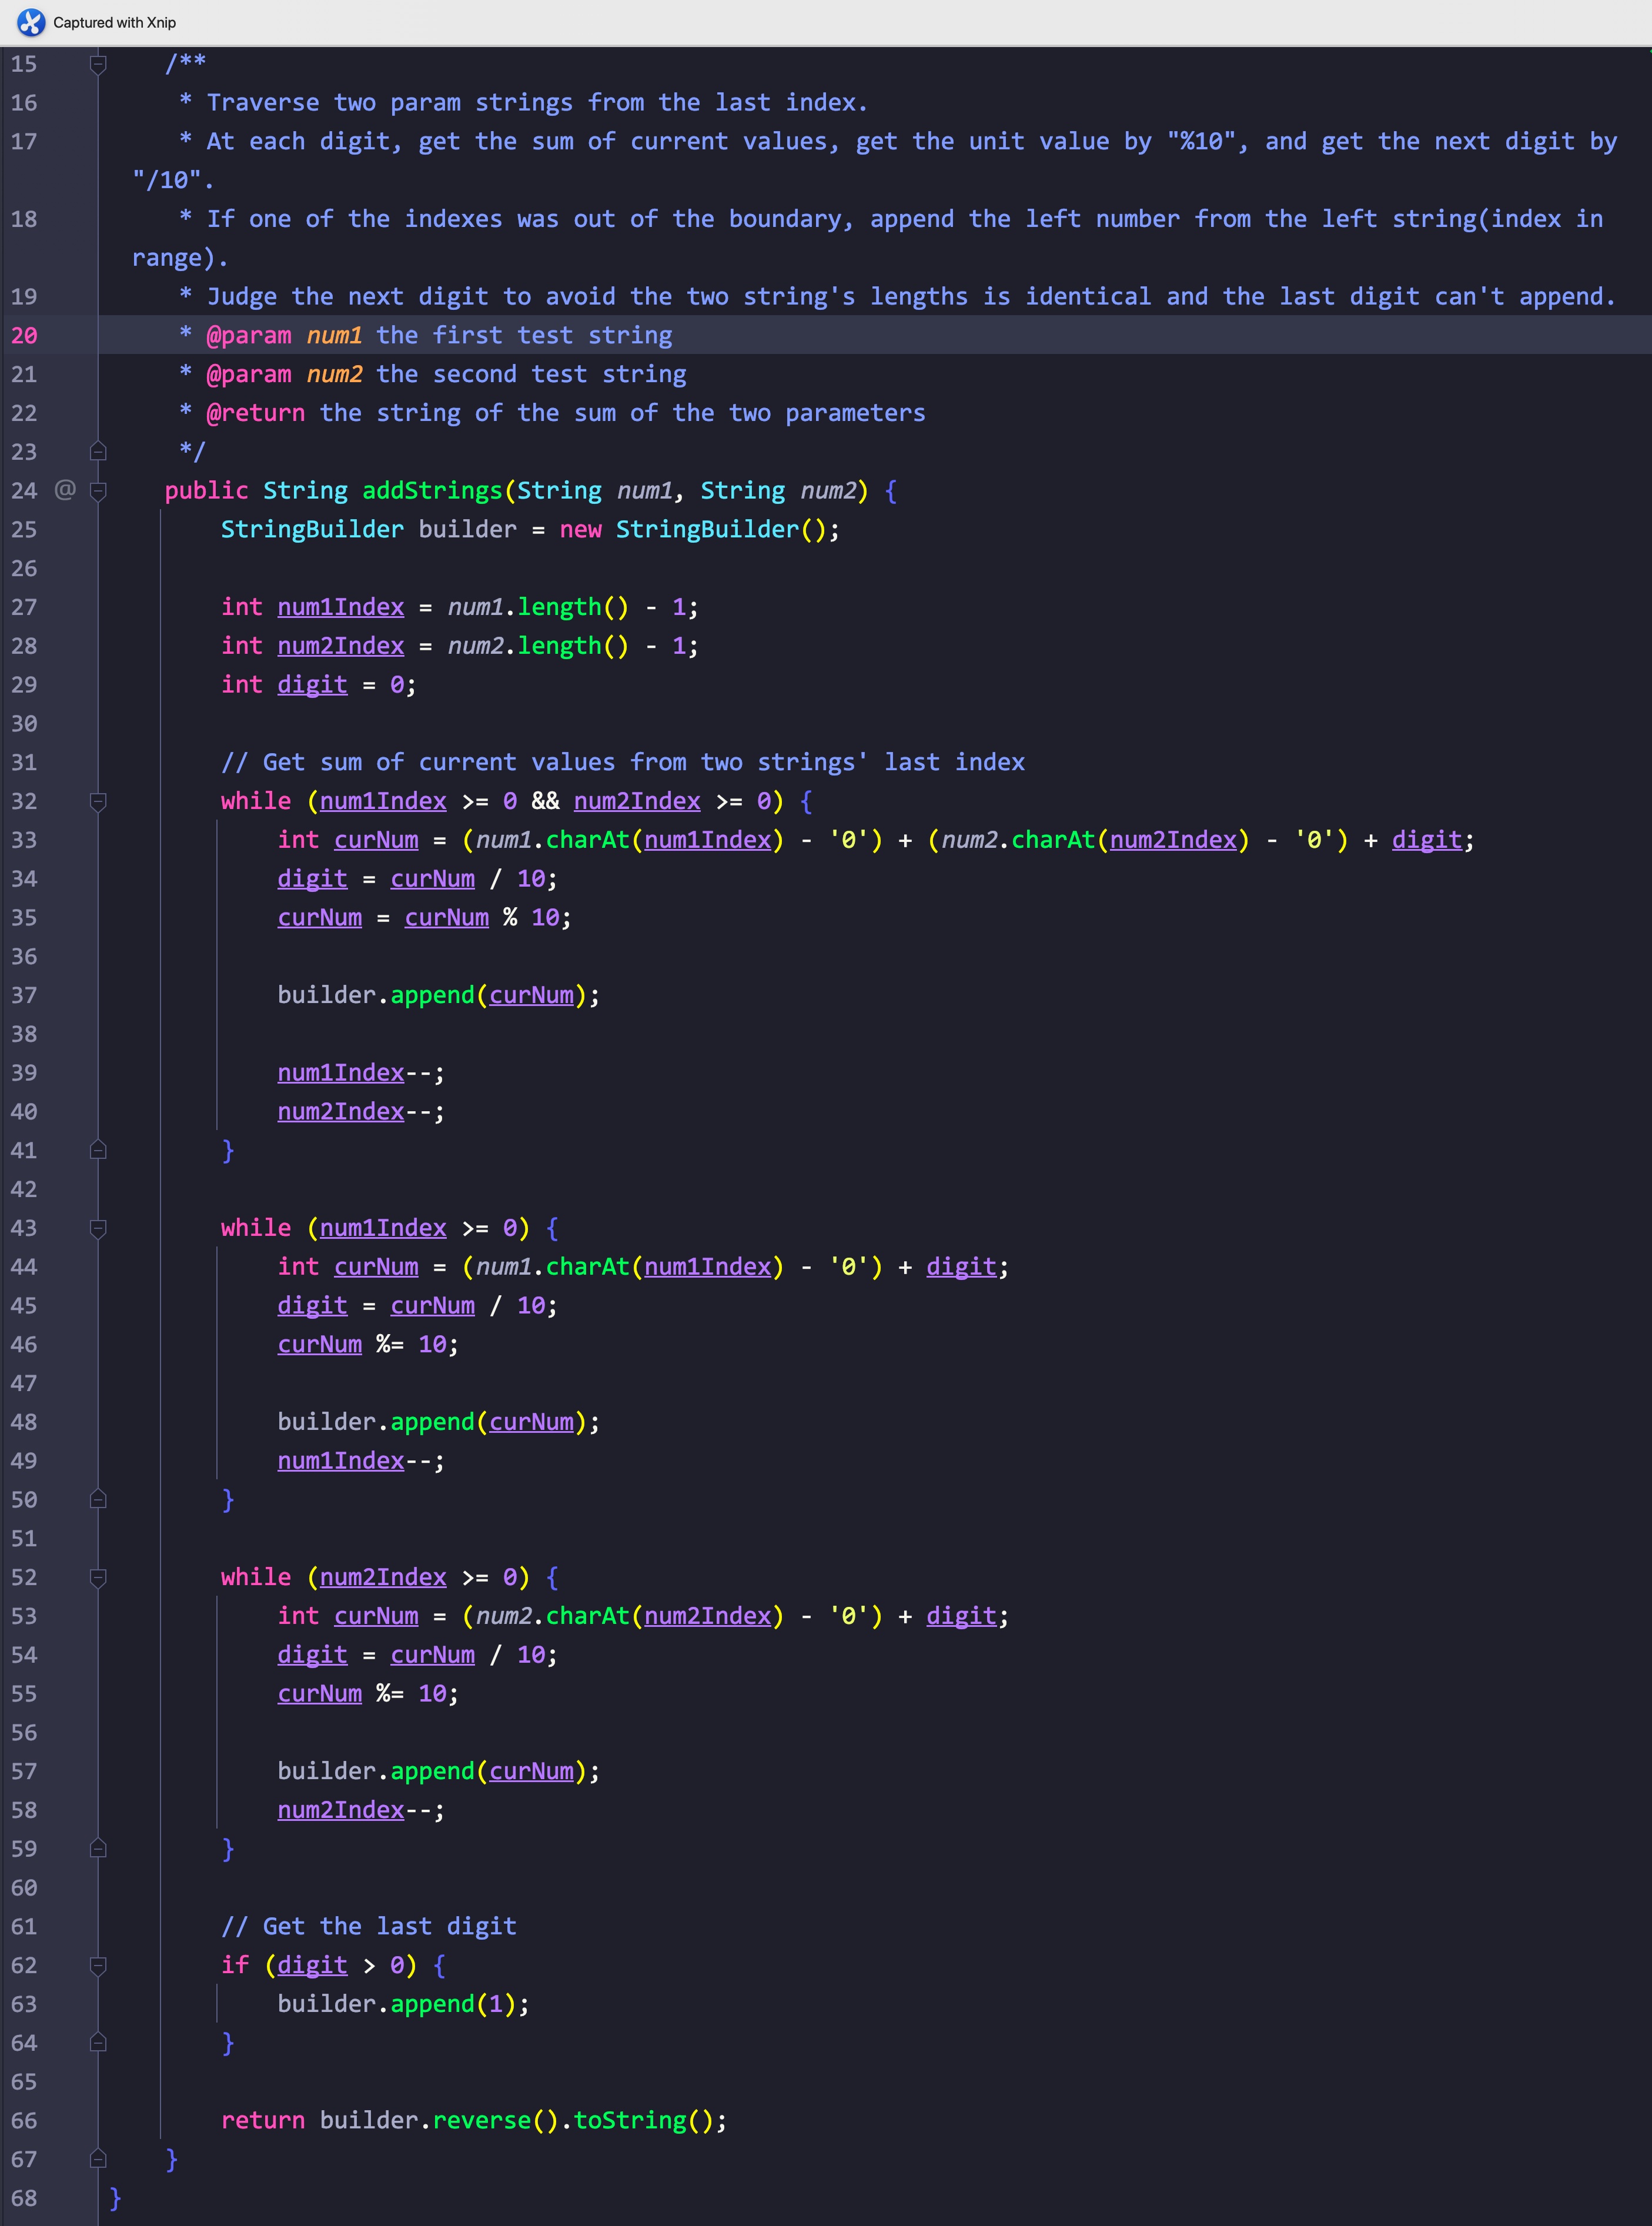 Captured with Xnip
15 /**
16 * Traverse two param strings from the last index.
17 * At each digit, get the sum of current values, get the unit value by "%10", and get the next digit by
"/10".
18 * If one of the indexes was out of the boundary, append the left number from the left string(index in
range).
19 * Judge the next digit to avoid the two string's lengths is identical and the last digit can't append.
20 * @param num1 the first test string
21 * @param num2 the second test string
22 * @return the string of the sum of the two parameters
23 */
24 @ public String addStrings(String num1, String num2) {
25 StringBuilder builder = new StringBuilder();
26
27 int num1Index = num1.length() - 1;
28 int num2Index = num2.length() - 1;
29 int digit = 0;
30
31 // Get sum of current values from two strings' last index
32 while (num1Index >= 0 && num2Index >= 0) {
33 int curNum = (num1.charAt(num1Index) - '0') + (num2.charAt(num2Index) - '0') + digit;
34 digit = curNum / 10;
35 curNum = curNum % 10;
36
37 builder.append(curNum);
38
39 num1Index--;
40 num2Index--;
41 }
42
43 while (num1Index >= 0) {
44 int curNum = (num1.charAt(num1Index) - '0') + digit;
45 digit = curNum / 10;
46 curNum %= 10;
47
48 builder.append(curNum);
49 num1Index--;
50 }
51
52 while (num2Index >= 0) {
53 int curNum = (num2.charAt(num2Index) - '0') + digit;
54 digit = curNum / 10;
55 curNum %= 10;
56
57 builder.append(curNum);
58 num2Index--;
59 }
60
61 // Get the last digit
62 if (digit > 0) {
63 builder.append(1);
64 }
65
66 return builder.reverse().toString();
67 }
68 }